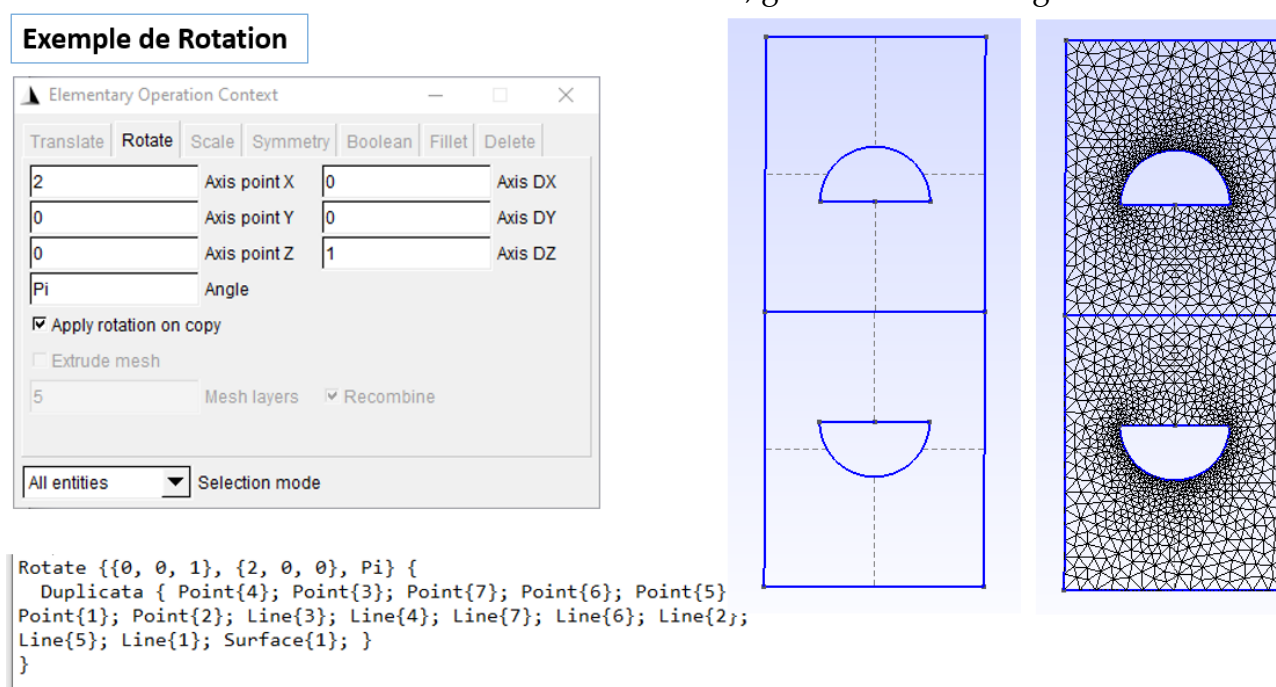 Exemple de Rotation
Elementary Operation Context
Translate Rotate Scale Symmetry Boolean Fillet Delete
2 Axis point X 0 Axis DX
0 Axis point Y 0 Axis DY
0 Axis point Z 1 Axis DZ
Pi Angle
Apply rotation on copy
Extrude mesh
5 Mesh layers Recombine
All entities Selection mode
Rotate {{0, 0, 1}, {2, 0, 0}, Pi} {
Duplicata { Point{4}; Point{3}; Point{7}; Point{6}; Point{5}
Point{1}; Point{2}; Line{3}; Line{4}; Line{7}; Line{6}; Line{2};
Line{5}; Line{1}; Surface{1}; }
}